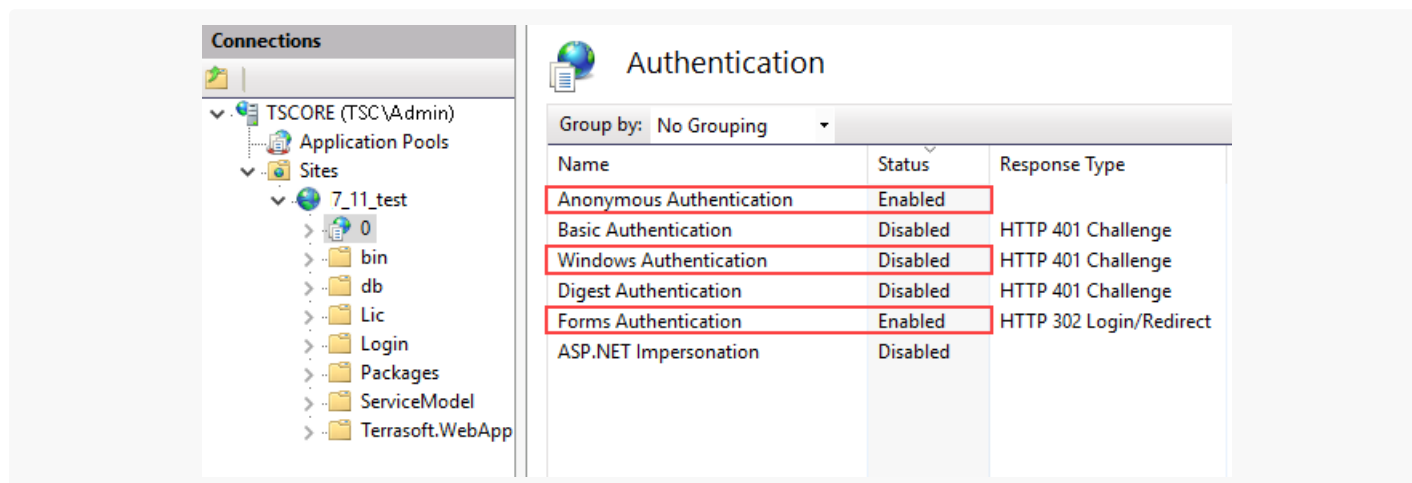 Connections
TSCORE (TSC\Admin)
Application Pools
Sites
7_11_test
0
bin
db
Lic
Login
Packages
ServiceModel
Terrasoft.WebApp
Authentication
Group by: No Grouping
Name Status Response Type
Anonymous Authentication Enabled
Basic Authentication Disabled HTTP 401 Challenge
Windows Authentication Disabled HTTP 401 Challenge
Digest Authentication Disabled HTTP 401 Challenge
Forms Authentication Enabled HTTP 302 Login/Redirect
ASP.NET Impersonation Disabled